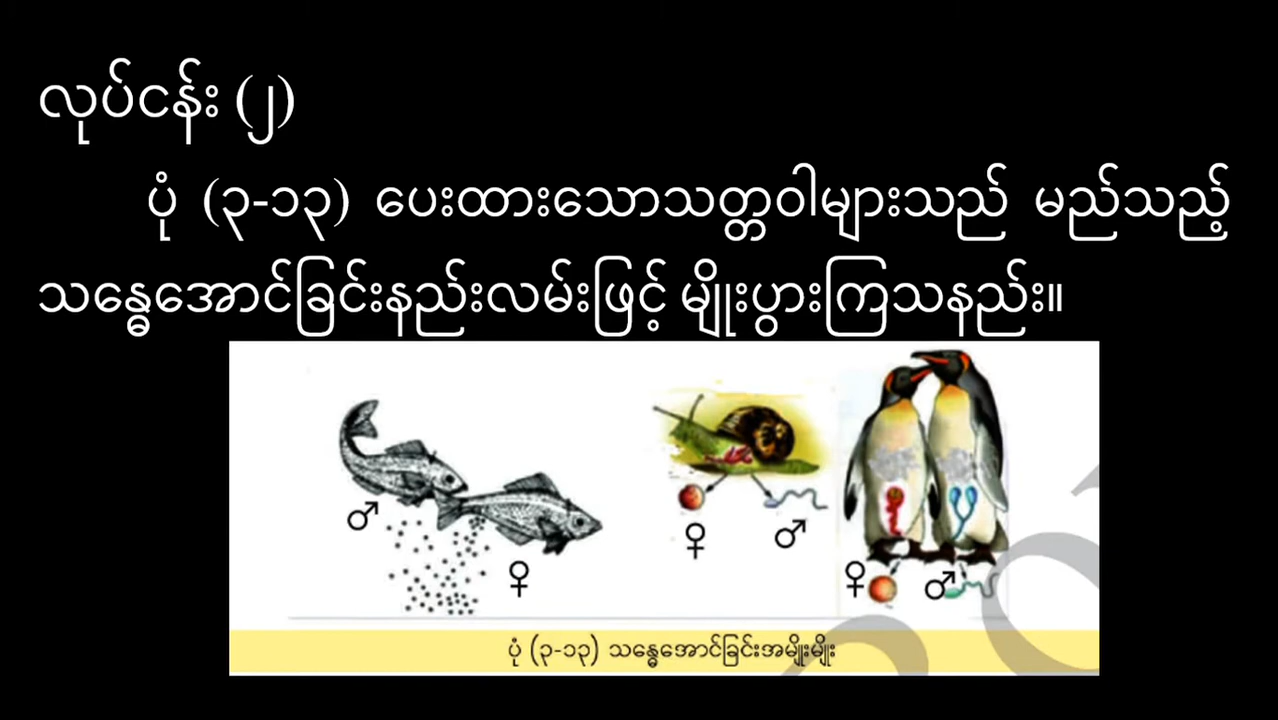 လုပ်ငန်း (၂)
ပုံ (၃-၁၃) ပေးထားသောသတ္တဝါများသည် မည်သည့်
သန္ဓေအောင်ခြင်းနည်းလမ်းဖြင့် မျိုးပွားကြသနည်း။
♂ ♀ ♀ ♂ ♀ ♂
ပုံ (၃-၁၃) သန္ဓေအောင်ခြင်းအမျိုးမျိုး